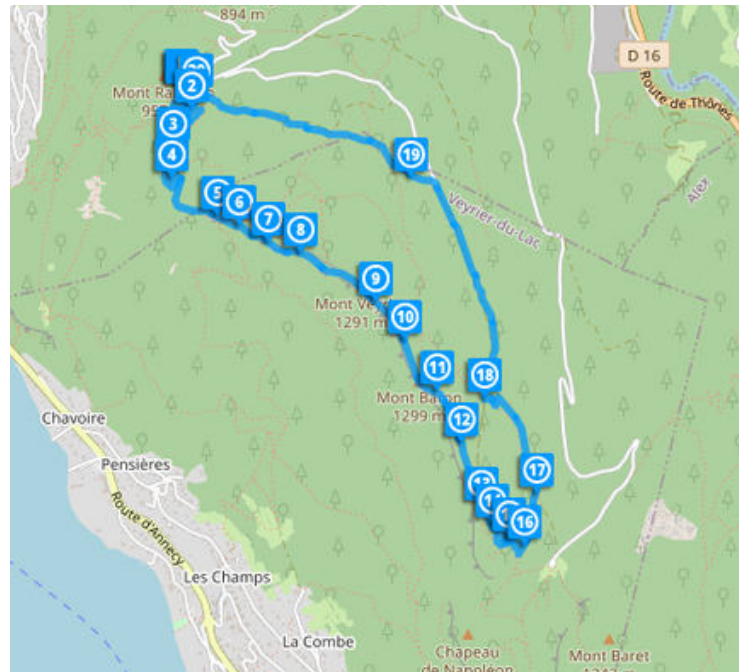 894 m
D 16
Route de Thônes
20
2
Mont Ra
95
3
4
5
6
7
8
19
Alex
Veyrier-du-Lac
9
Mont Vey
1291 m
10
11
18
Mont Baron
1299 m
12
Chavoire
Pensières
Route d'Annecy
13
17
16
Les Champs
La Combe
Chapeau
de Napoléon
Mont Baret